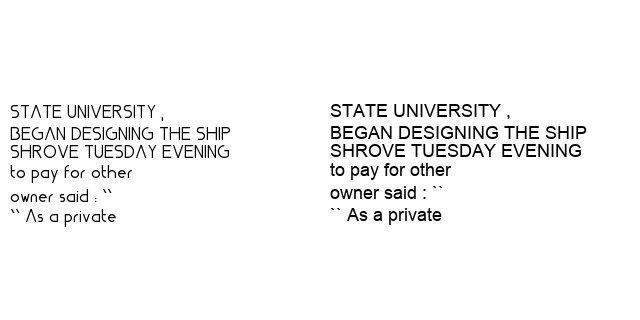 STATE UNIVERSITY ,
BEGAN DESIGNING THE SHIP
SHROVE TUESDAY EVENING
to pay for other
owner said : ``
`` As a private
STATE UNIVERSITY ,
BEGAN DESIGNING THE SHIP
SHROVE TUESDAY EVENING
to pay for other
owner said : ``
`` As a private